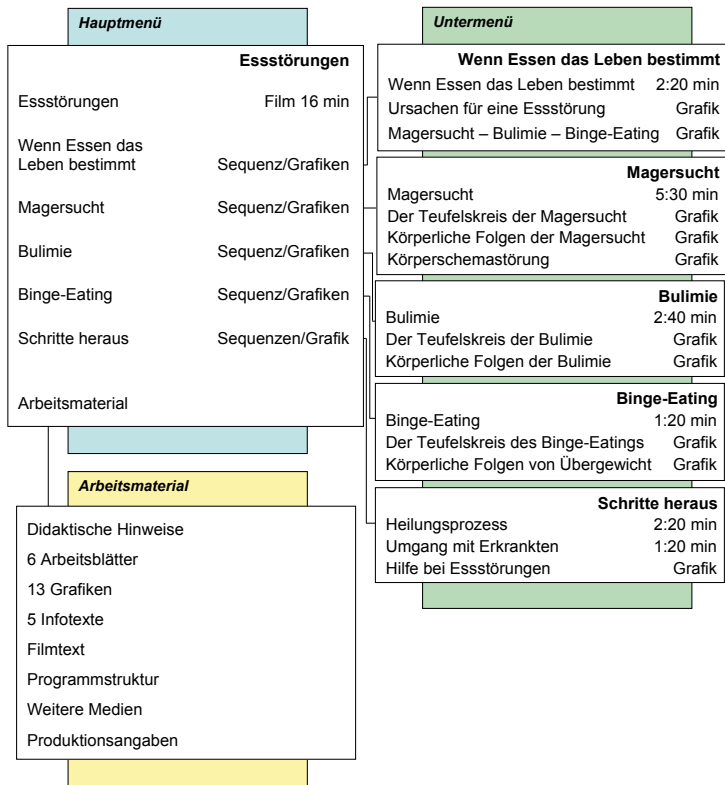 Hauptmenü
Essstörungen
Essstörungen Film 16 min
Wenn Essen das
Leben bestimmt Sequenz/Grafiken
Magersucht Sequenz/Grafiken
Bulimie Sequenz/Grafiken
Binge-Eating Sequenz/Grafiken
Schritte heraus Sequenzen/Grafik
Arbeitsmaterial
Arbeitsmaterial
Didaktische Hinweise
6 Arbeitsblätter
13 Grafiken
5 Infotexte
Filmtext
Programmstruktur
Weitere Medien
Produktionsangaben
Untermenü
Wenn Essen das Leben bestimmt
Wenn Essen das Leben bestimmt 2:20 min
Ursachen für eine Essstörung Grafik
Magersucht – Bulimie – Binge-Eating Grafik
Magersucht
Magersucht 5:30 min
Der Teufelskreis der Magersucht Grafik
Körperliche Folgen der Magersucht Grafik
Körperschemastörung Grafik
Bulimie
Bulimie 2:40 min
Der Teufelskreis der Bulimie Grafik
Körperliche Folgen der Bulimie Grafik
Binge-Eating
Binge-Eating 1:20 min
Der Teufelskreis des Binge-Eatings Grafik
Körperliche Folgen von Übergewicht Grafik
Schritte heraus
Heilungsprozess 2:20 min
Umgang mit Erkrankten 1:20 min
Hilfe bei Essstörungen Grafik